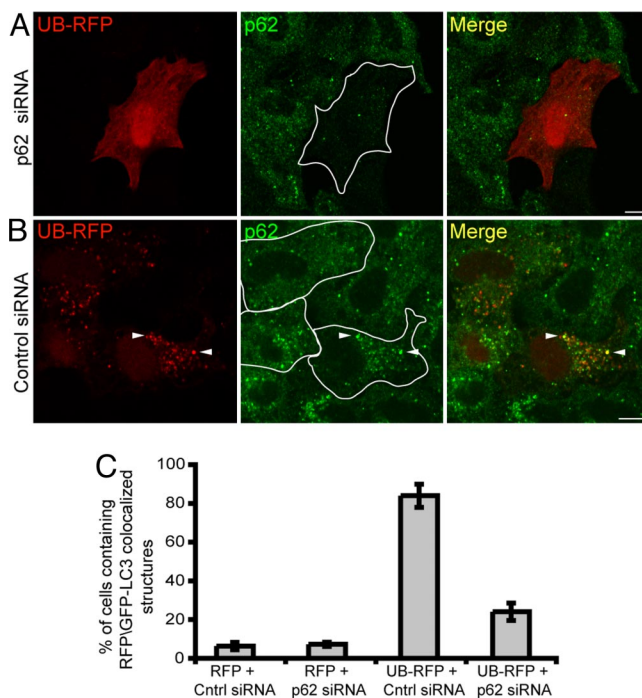 A
UB-RFP
p62
Merge
p62 siRNA
B
UB-RFP
p62
Merge
Control siRNA
C
% of cells containing
RFP\GFP-LC3 colocalized
structures
100
80
60
40
20
0
RFP + UB-RFP + UB-RFP +
RFP +
Cntrl siRNA p62 siRNA Cntrl siRNA p62 siRNA